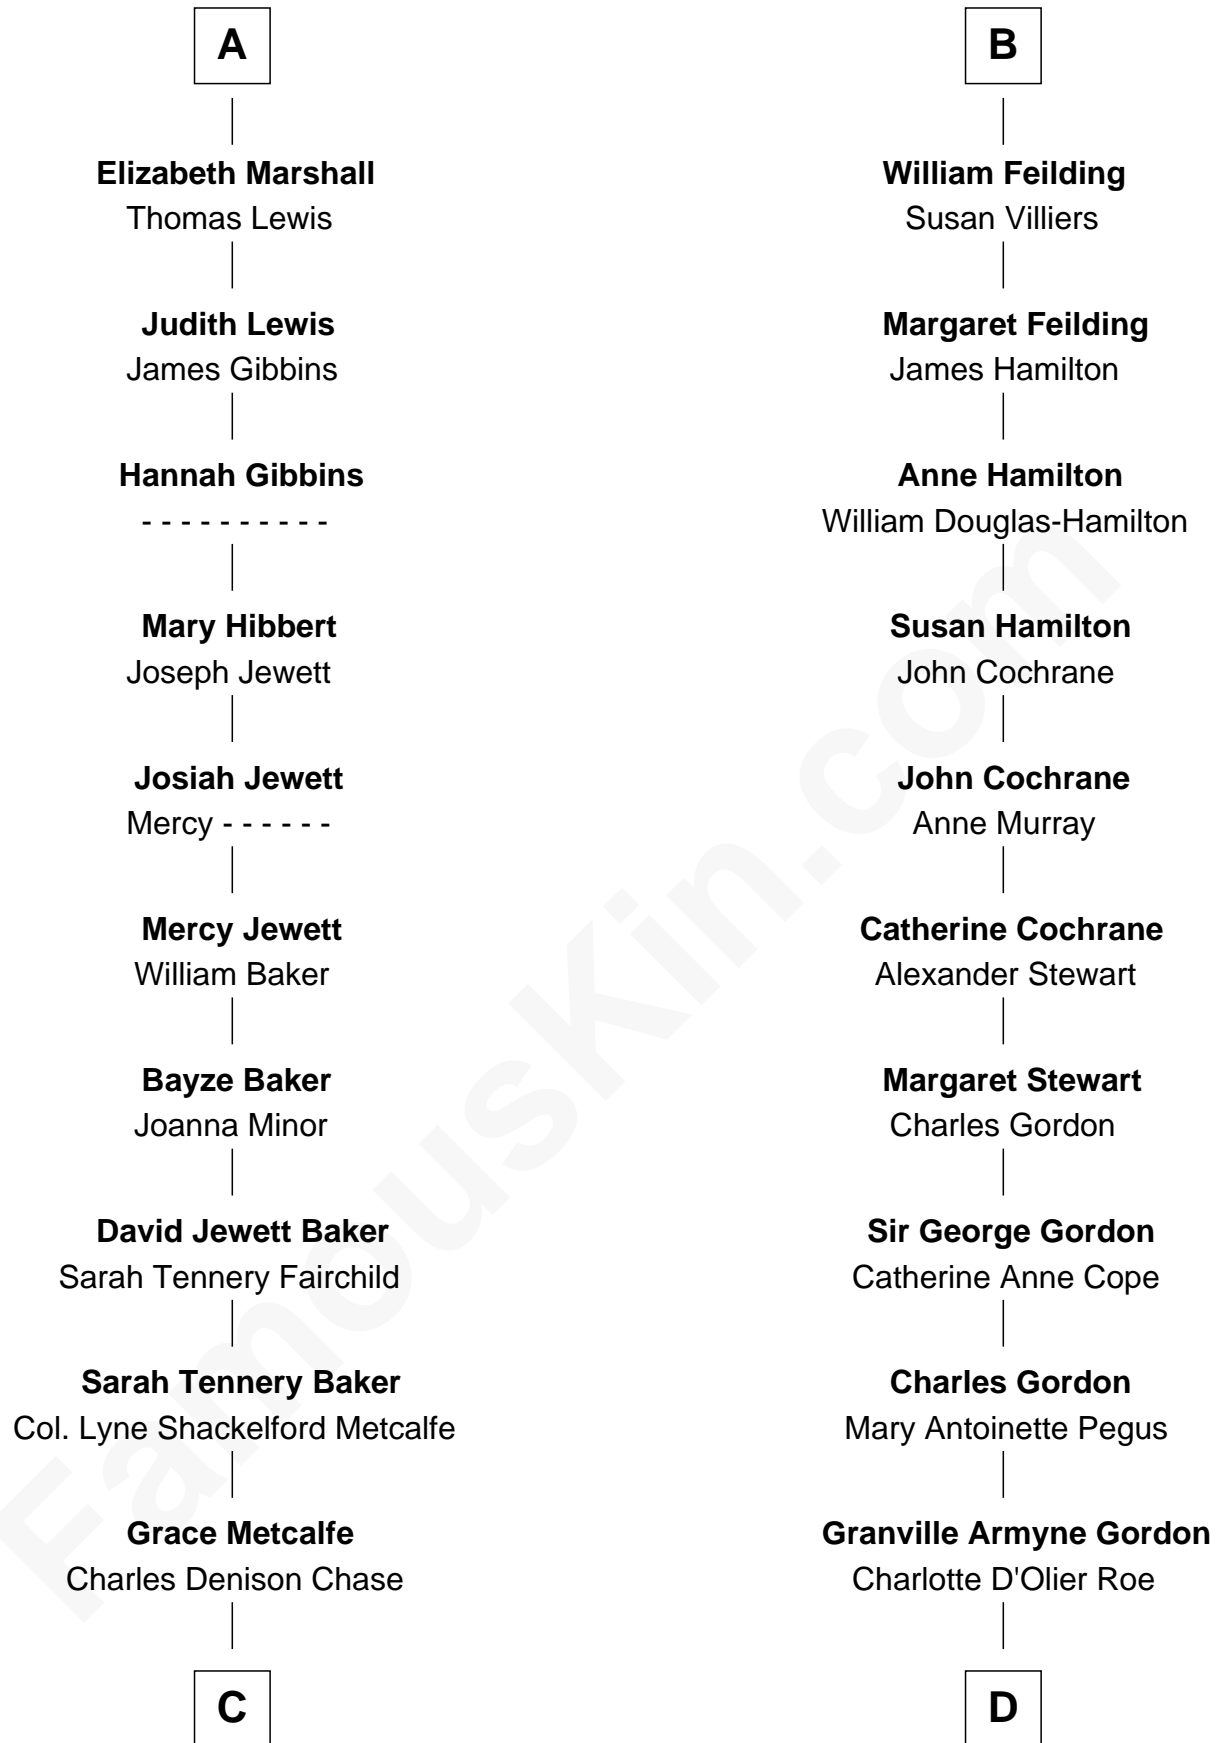 A
Elizabeth Marshall
Thomas Lewis
Judith Lewis
James Gibbins
Hannah Gibbins
- - - - - - - - - -
Mary Hibbert
Joseph Jewett
Josiah Jewett
Mercy - - - - - -
Mercy Jewett
William Baker
Bayze Baker
Joanna Minor
David Jewett Baker
Sarah Tennery Fairchild
Sarah Tennery Baker
Col. Lyne Shackelford Metcalfe
Grace Metcalfe
Charles Denison Chase
C
B
William Feilding
Susan Villiers
Margaret Feilding
James Hamilton
Anne Hamilton
William Douglas-Hamilton
Susan Hamilton
John Cochrane
John Cochrane
Anne Murray
Catherine Cochrane
Alexander Stewart
Margaret Stewart
Charles Gordon
Sir George Gordon
Catherine Anne Cope
Charles Gordon
Mary Antoinette Pegus
Granville Armyne Gordon
Charlotte D'Olier Roe
D
FamousKin.com